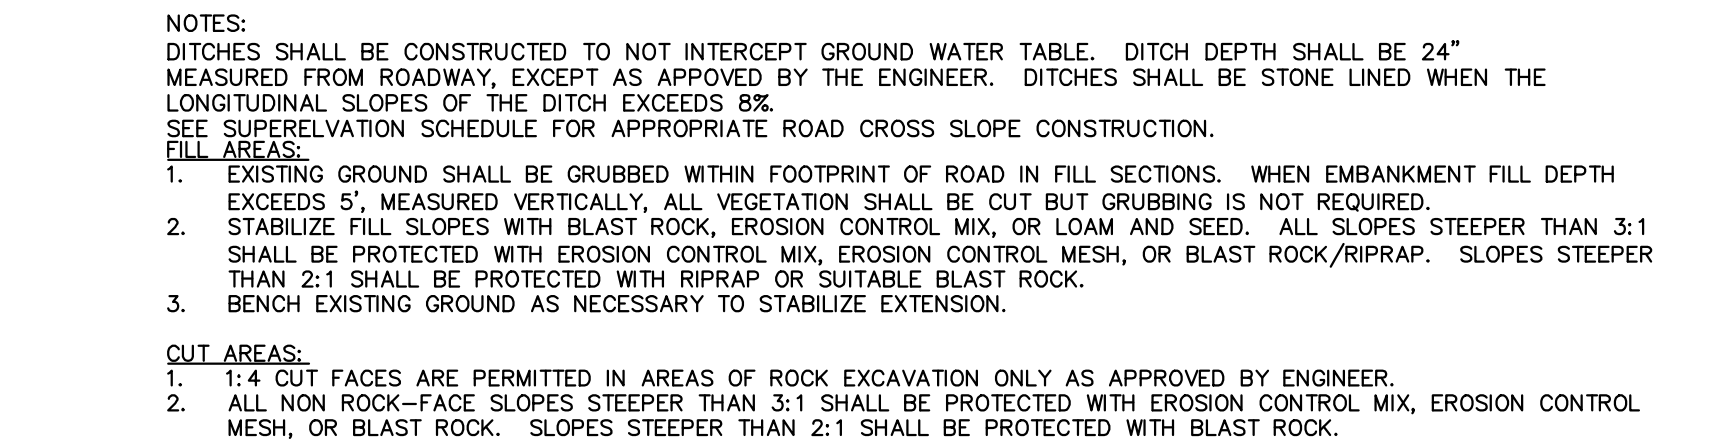 NOTES:
DITCHES SHALL BE CONSTRUCTED TO NOT INTERCEPT GROUND WATER TABLE. DITCH DEPTH SHALL BE 24"
MEASURED FROM ROADWAY, EXCEPT AS APPOVED BY THE ENGINEER. DITCHES SHALL BE STONE LINED WHEN THE
LONGITUDINAL SLOPES OF THE DITCH EXCEEDS 8%.
SEE SUPERELVATION SCHEDULE FOR APPROPRIATE ROAD CROSS SLOPE CONSTRUCTION.
FILL AREAS:
1. EXISTING GROUND SHALL BE GRUBBED WITHIN FOOTPRINT OF ROAD IN FILL SECTIONS. WHEN EMBANKMENT FILL DEPTH
EXCEEDS 5', MEASURED VERTICALLY, ALL VEGETATION SHALL BE CUT BUT GRUBBING IS NOT REQUIRED.
2. STABILIZE FILL SLOPES WITH BLAST ROCK, EROSION CONTROL MIX, OR LOAM AND SEED. ALL SLOPES STEEPER THAN 3:1
SHALL BE PROTECTED WITH EROSION CONTROL MIX, EROSION CONTROL MESH, OR BLAST ROCK/RIPRAP. SLOPES STEEPER
THAN 2:1 SHALL BE PROTECTED WITH RIPRAP OR SUITABLE BLAST ROCK.
3. BENCH EXISTING GROUND AS NECESSARY TO STABILIZE EXTENSION.
CUT AREAS:
1. 1:4 CUT FACES ARE PERMITTED IN AREAS OF ROCK EXCAVATION ONLY AS APPROVED BY ENGINEER.
2. ALL NON ROCK-FACE SLOPES STEEPER THAN 3:1 SHALL BE PROTECTED WITH EROSION CONTROL MIX, EROSION CONTROL
MESH, OR BLAST ROCK. SLOPES STEEPER THAN 2:1 SHALL BE PROTECTED WITH BLAST ROCK.